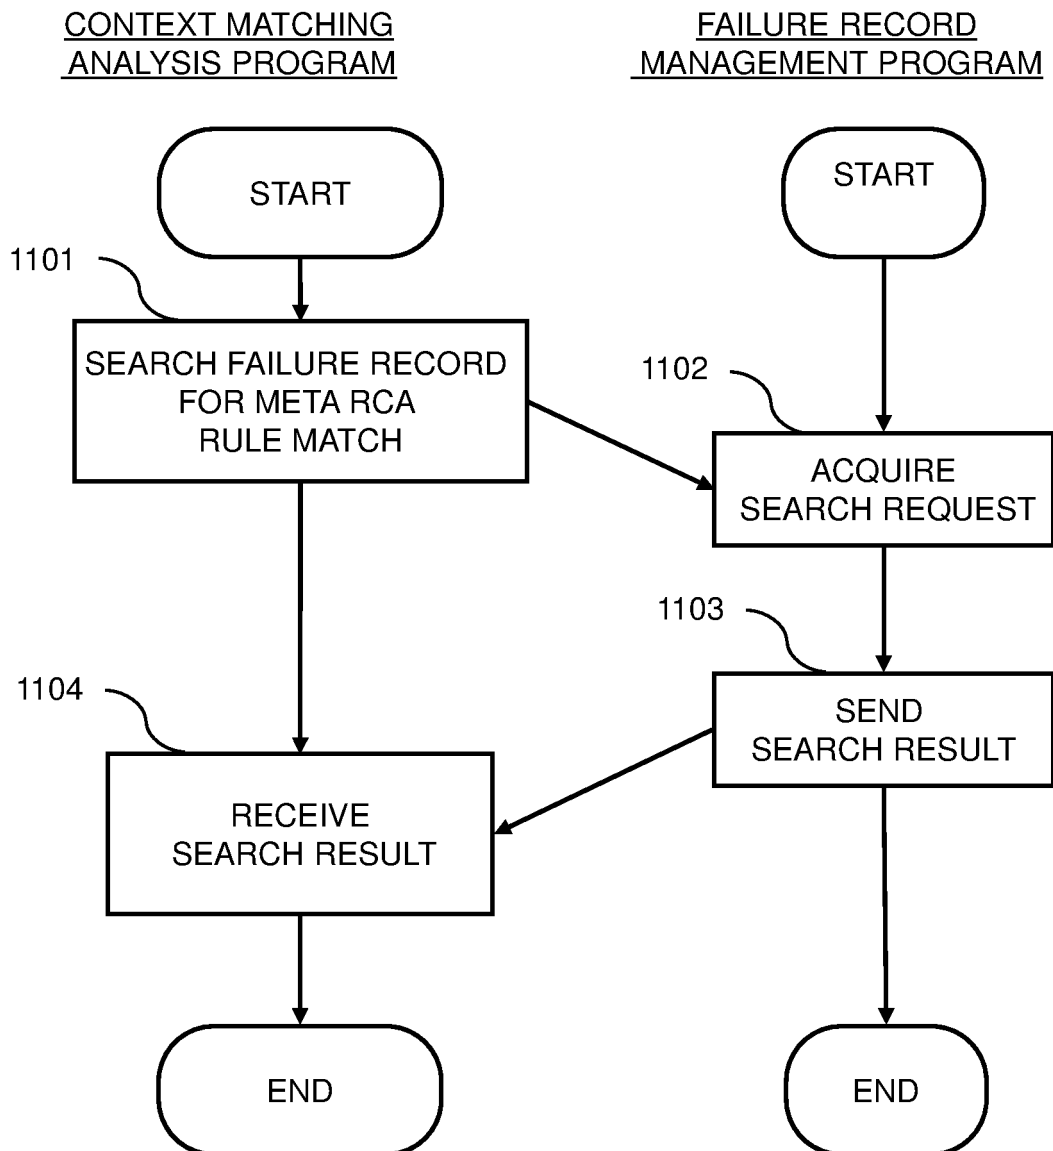 CONTEXT MATCHING
ANALYSIS PROGRAM
FAILURE RECORD
MANAGEMENT PROGRAM
START
START
1101
SEARCH FAILURE RECORD
FOR META RCA
RULE MATCH
1102
ACQUIRE
SEARCH REQUEST
1103
SEND
SEARCH RESULT
1104
RECEIVE
SEARCH RESULT
END
END